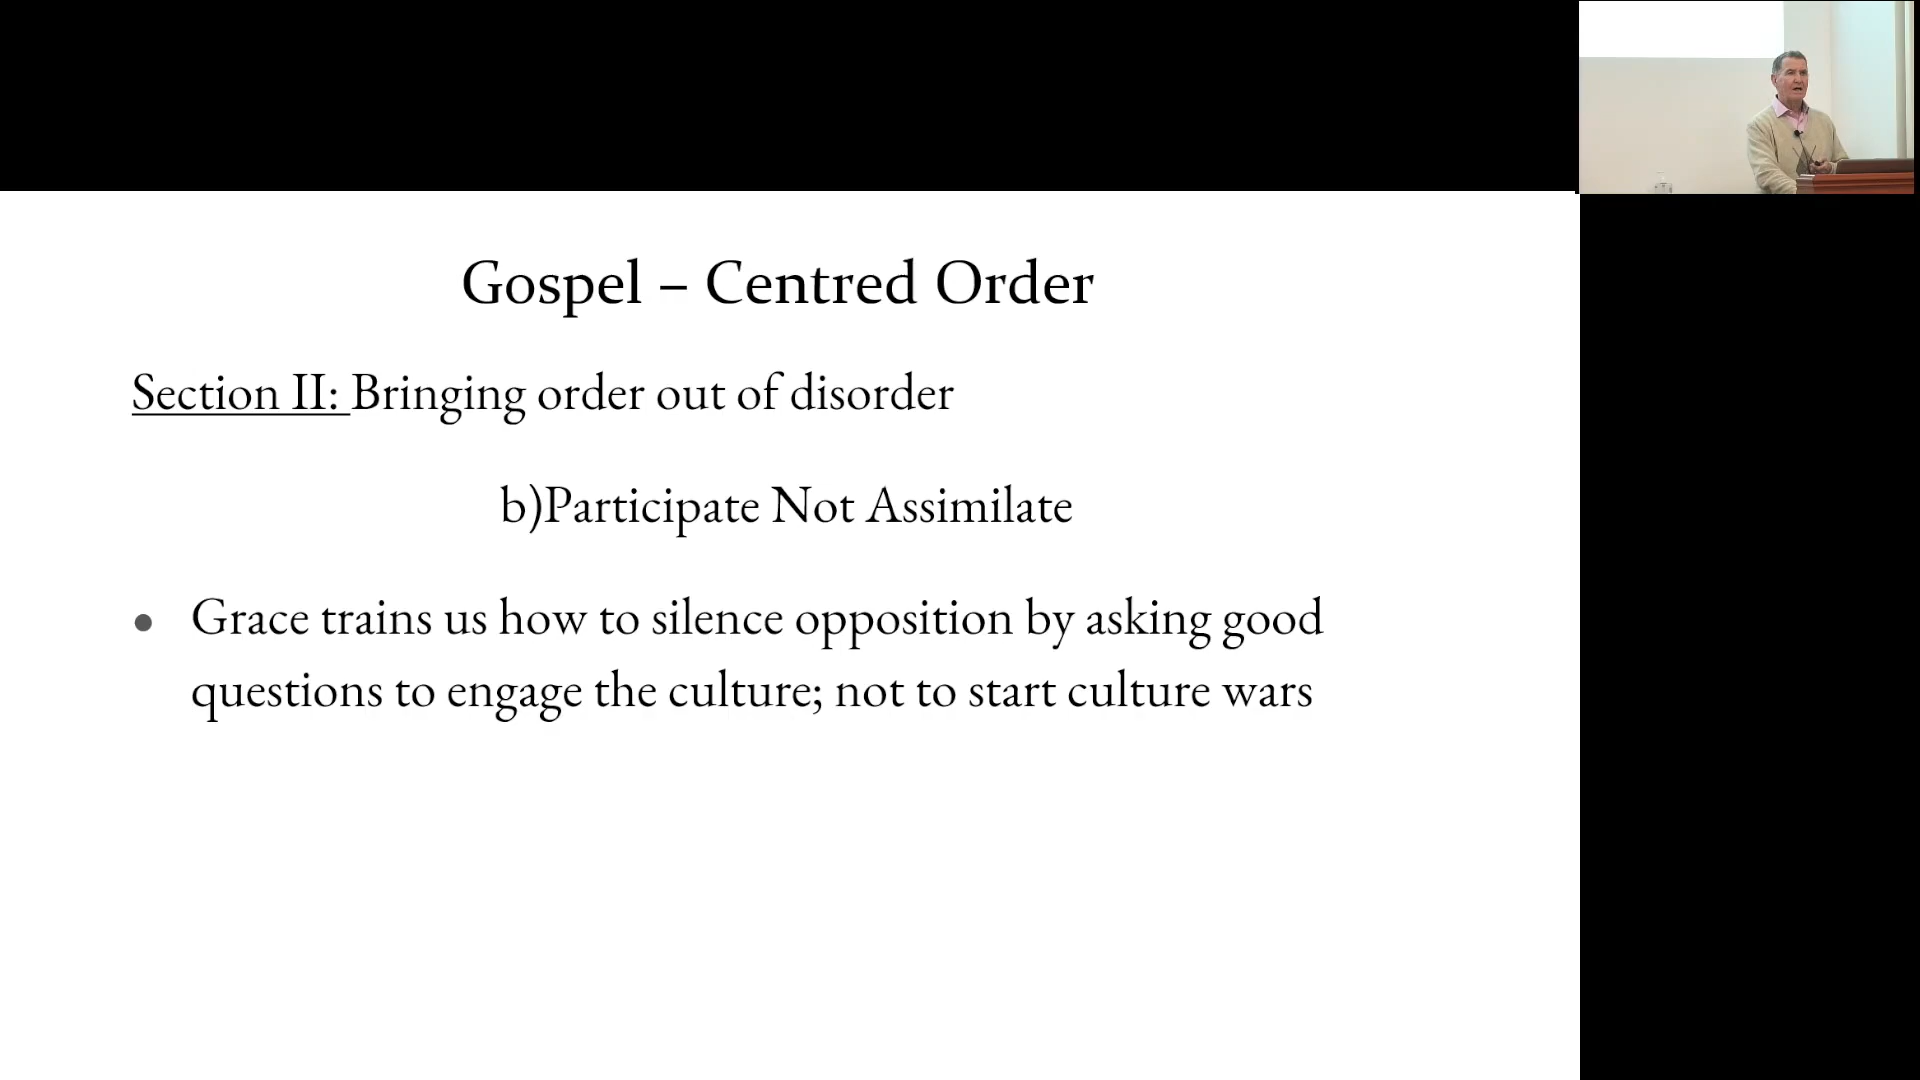 Gospel – Centred Order
Section II: Bringing order out of disorder
b)Participate Not Assimilate
● Grace trains us how to silence opposition by asking good
questions to engage the culture; not to start culture wars